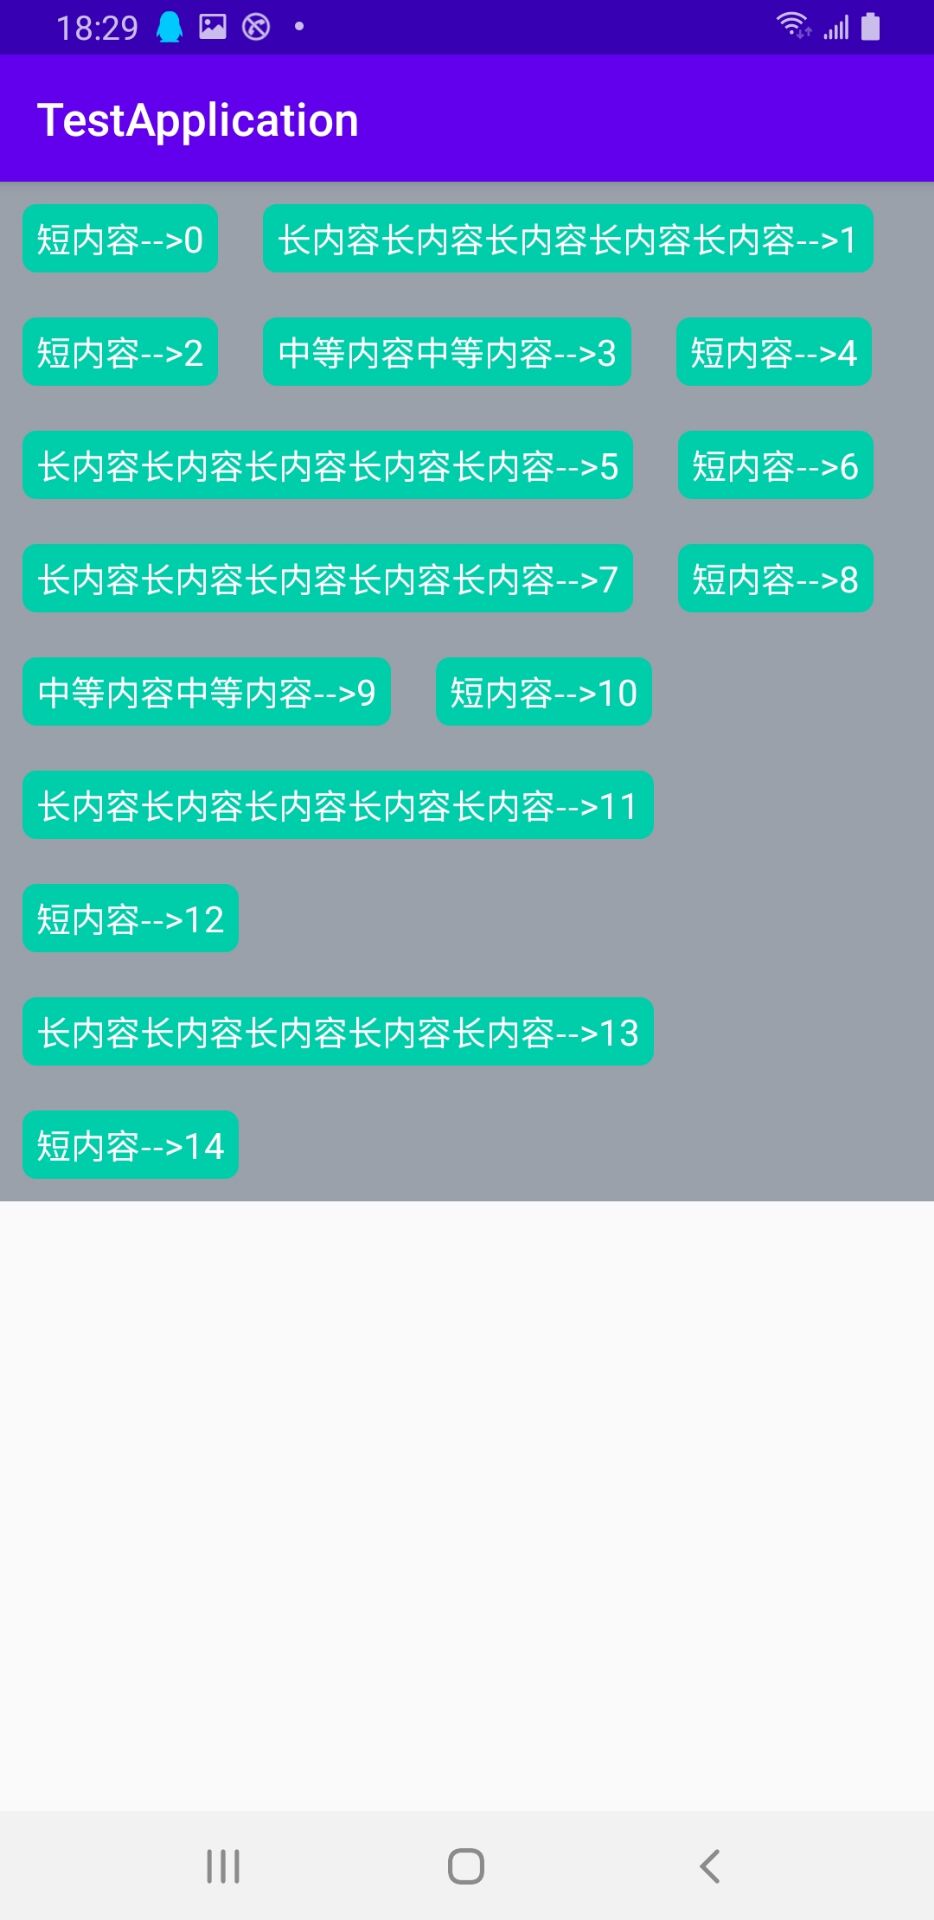 18:29
TestApplication
短内容-->0 长内容长内容长内容长内容长内容-->1
短内容-->2 中等内容中等内容-->3 短内容-->4
长内容长内容长内容长内容长内容-->5 短内容-->6
长内容长内容长内容长内容长内容-->7 短内容-->8
中等内容中等内容-->9 短内容-->10
长内容长内容长内容长内容长内容-->11
短内容-->12
长内容长内容长内容长内容长内容-->13
短内容-->14